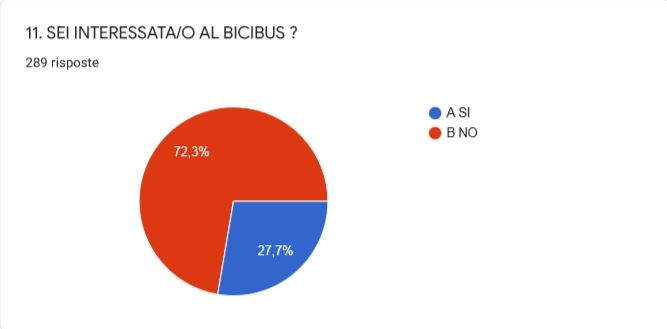 11. SEI INTERESSATA/O AL BICIBUS ?
289 risposte
A SI
B NO
72,3%
27,7%